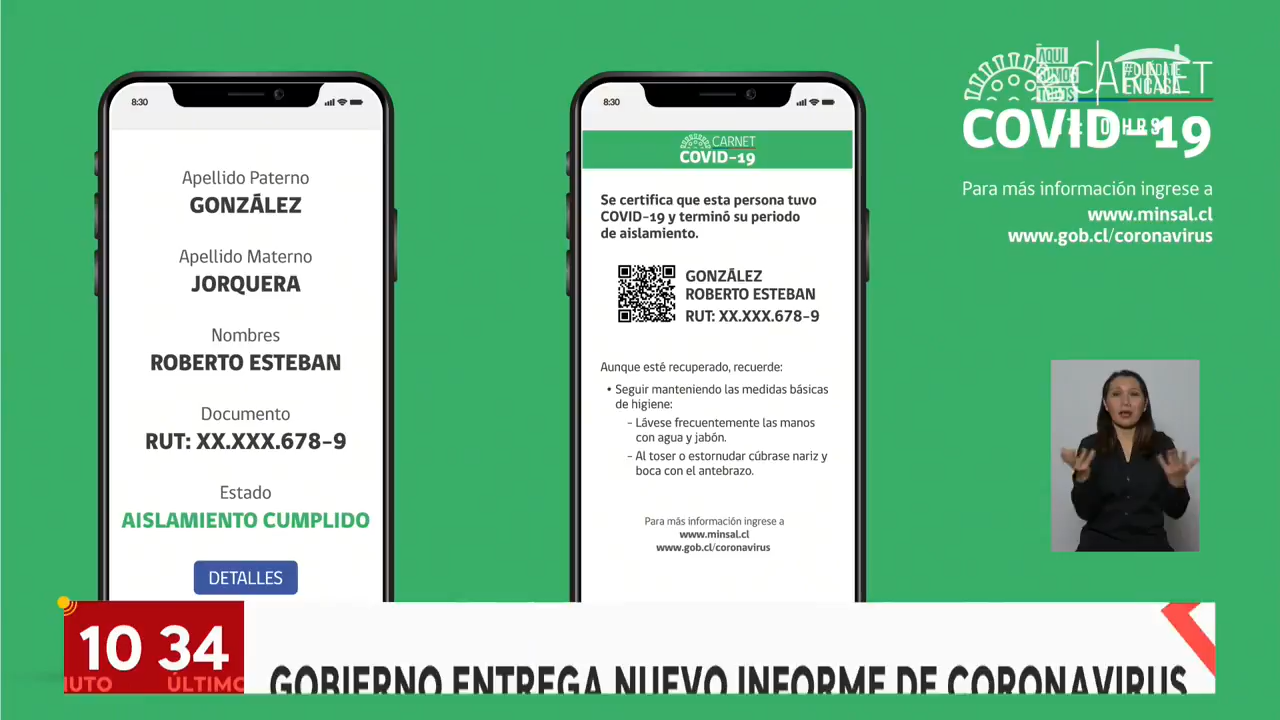 8:30
Apellido Paterno
GONZÁLEZ
Apellido Materno
JORQUERA
Nombres
ROBERTO ESTEBAN
Documento
RUT: XX.XXX.678-9
Estado
AISLAMIENTO CUMPLIDO
DETALLES
8:30
CARNET
COVID-19
Se certifica que esta persona tuvo
COVID-19 y terminó su periodo
de aislamiento.
GONZÁLEZ
ROBERTO ESTEBAN
RUT: XX.XXX.678-9
Aunque esté recuperado, recuerde:
• Seguir manteniendo las medidas básicas
de higiene:
- Lávese frecuentemente las manos
con agua y jabón.
- Al toser o estornudar cúbrase nariz y
boca con el antebrazo.
Para más información ingrese a
www.minsal.cl
www.gob.cl/coronavirus
CARNET
COVID-19
Para más información ingrese a
www.minsal.cl
www.gob.cl/coronavirus
10 34
ÚLTIMO
GOBIERNO ENTREGA NUEVO INFORME DE CORONAVIRUS